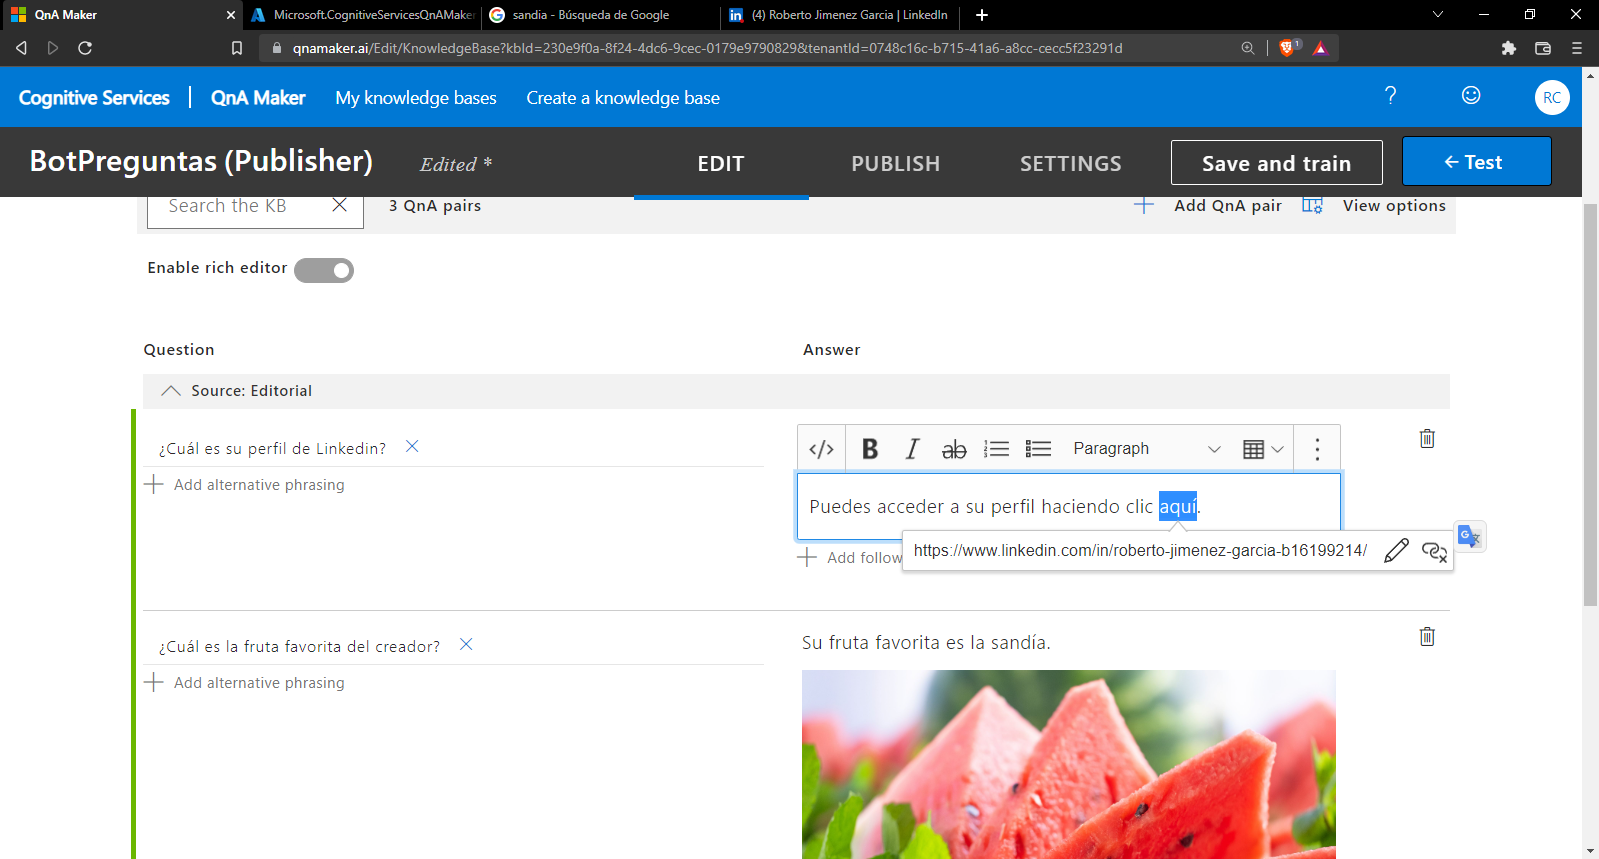 QnA Maker
Microsoft.CognitiveServicesQnAMaker
sandia - Búsqueda de Google
(4) Roberto Jimenez Garcia | LinkedIn
qnamaker.ai/Edit/KnowledgeBase?kbId=230e9f0a-8f24-4dc6-9cec-0179e9790829&tenantId=0748c16c-b715-41a6-a8cc-cecc5f23291d
1
Cognitive Services
QnA Maker
My knowledge bases
Create a knowledge base
?
RC
BotPreguntas (Publisher)
Edited *
EDIT
PUBLISH
SETTINGS
Save and train
← Test
Search the KB
3 QnA pairs
Add QnA pair
View options
Enable rich editor
Question
Answer
Source: Editorial
¿Cuál es su perfil de Linkedin?
Add alternative phrasing
B I ab
Paragraph
Puedes acceder a su perfil haciendo clic aquí.
https://www.linkedin.com/in/roberto-jimenez-garcia-b16199214/
Add follow
¿Cuál es la fruta favorita del creador?
Add alternative phrasing
Su fruta favorita es la sandía.